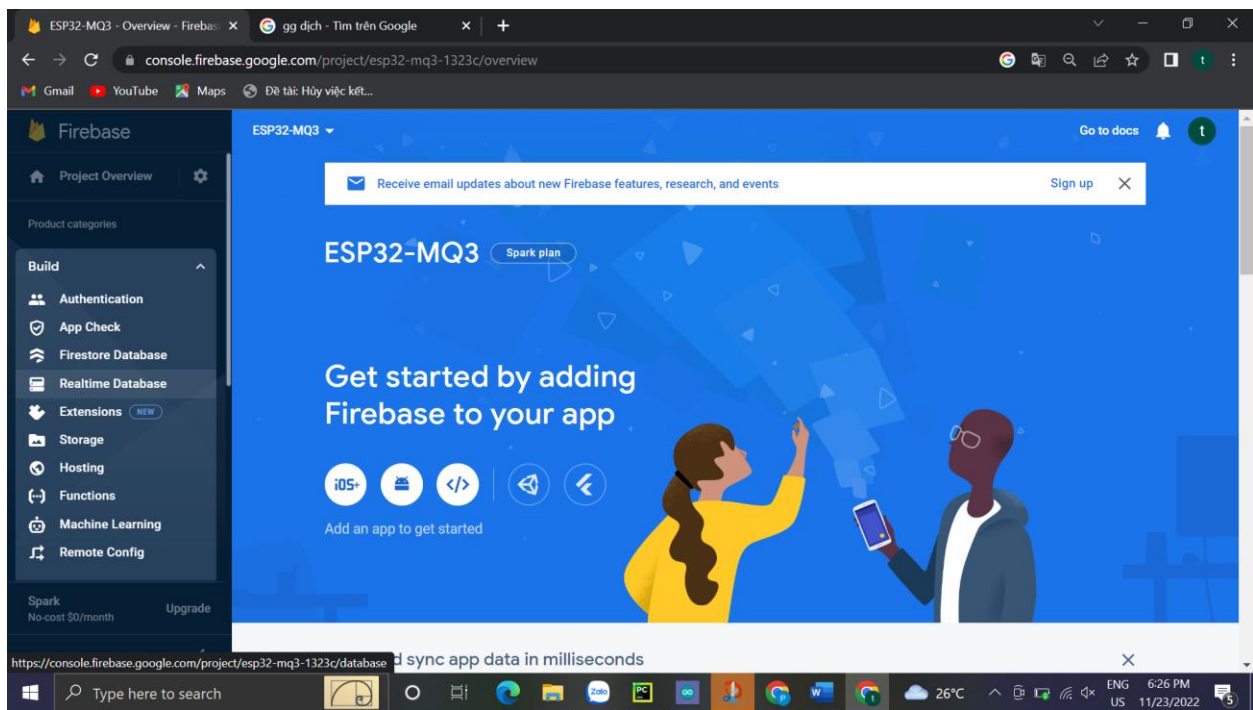 ESP32-MQ3 - Overview - Firebas
gg dịch - Tìm trên Google
console.firebase.google.com/project/esp32-mq3-1323c/overview
t
Gmail YouTube Maps Đề tài: Hủy việc kết...
Firebase
ESP32-MQ3
Go to docs
t
Project Overview
Receive email updates about new Firebase features, research, and events
Sign up
Product categories
ESP32-MQ3
Spark plan
Build
Authentication
App Check
Firestore Database
Realtime Database
Extensions NEW
Storage
Hosting
Functions
Machine Learning
Remote Config
Get started by adding
Firebase to your app
iOS+
Add an app to get started
Spark
No-cost $0/month
Upgrade
https://console.firebase.google.com/project/esp32-mq3-1323c/database
d sync app data in milliseconds
Type here to search
Zalo
PC
W
26°C
ENG
US
6:26 PM
11/23/2022
5